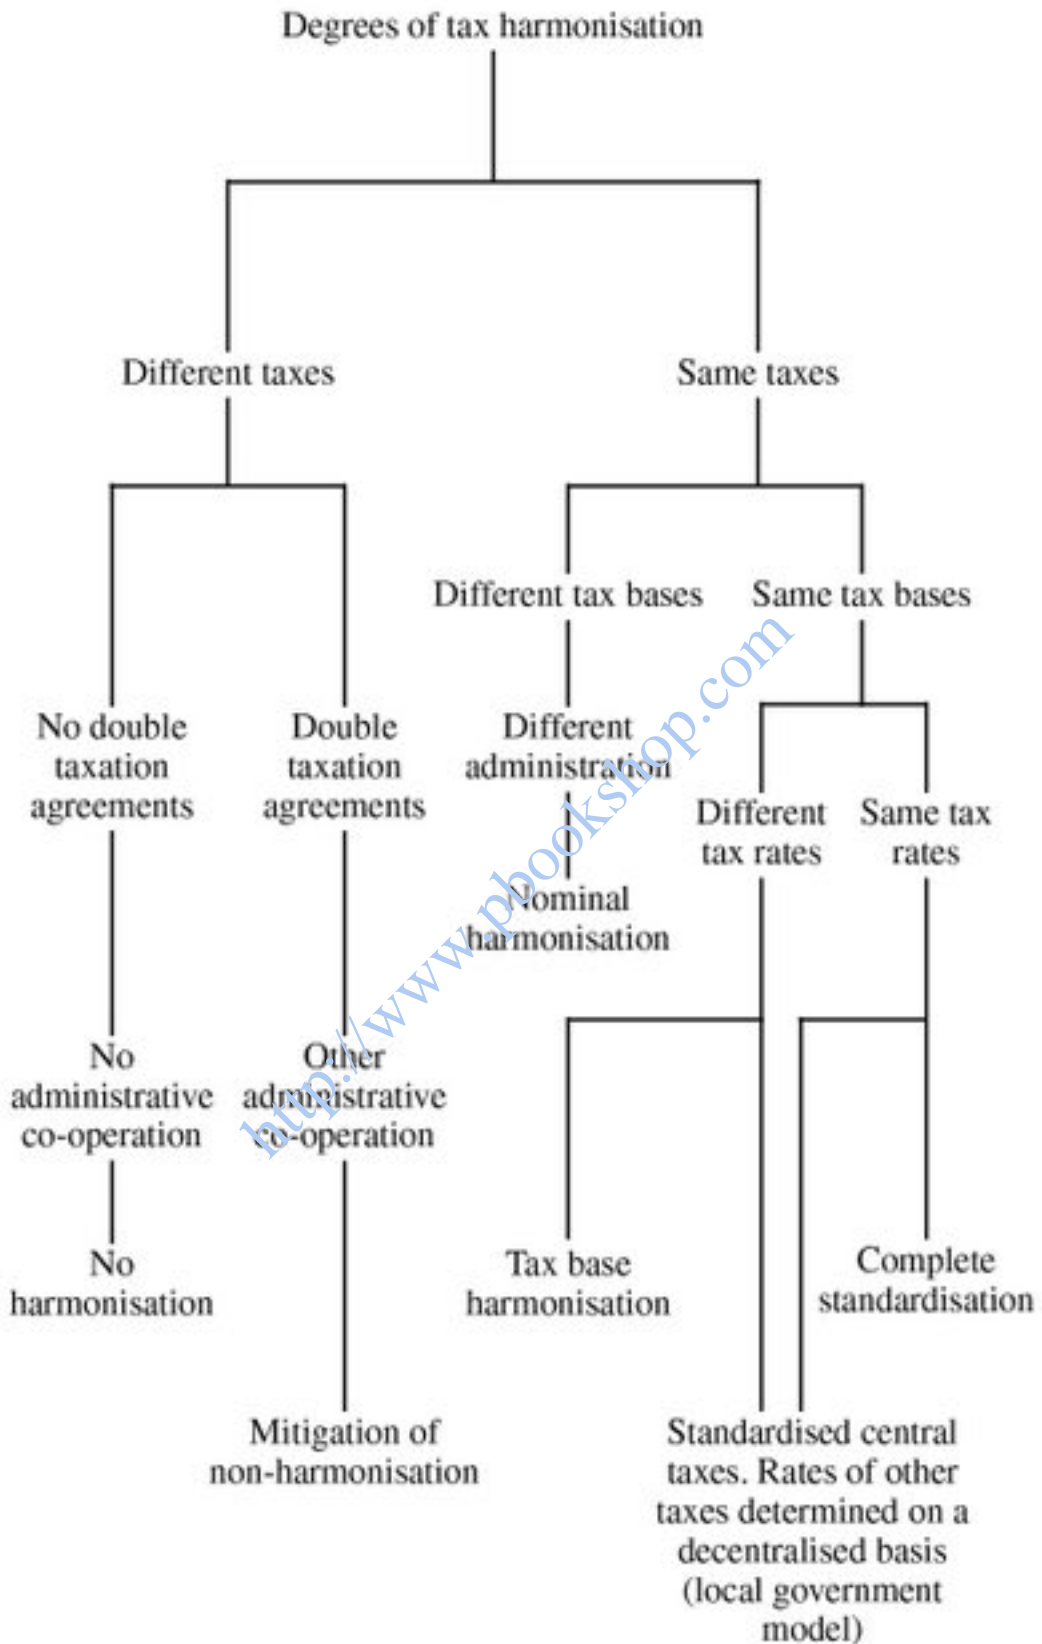 Degrees of tax harmonisation
Different taxes
Same taxes
Different tax bases
Same tax bases
No double
taxation
agreements
Double
taxation
agreements
Different
administration
Different
tax rates
Same tax
rates
Nominal
harmonisation
No
administrative
co-operation
Other
administrative
co-operation
No
harmonisation
Tax base
harmonisation
Complete
standardisation
Mitigation of
non-harmonisation
Standardised central
taxes. Rates of other
taxes determined on a
decentralised basis
(local government
model)
http://www.pbookshop.com